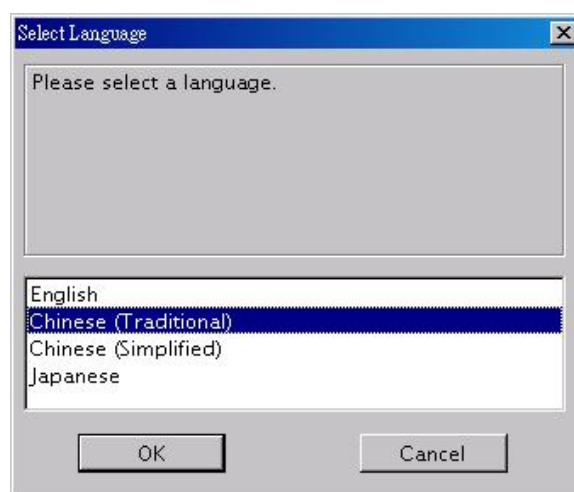 Select Language
Please select a language.
English
Chinese (Traditional)
Chinese (Simplified)
Japanese
OK
Cancel